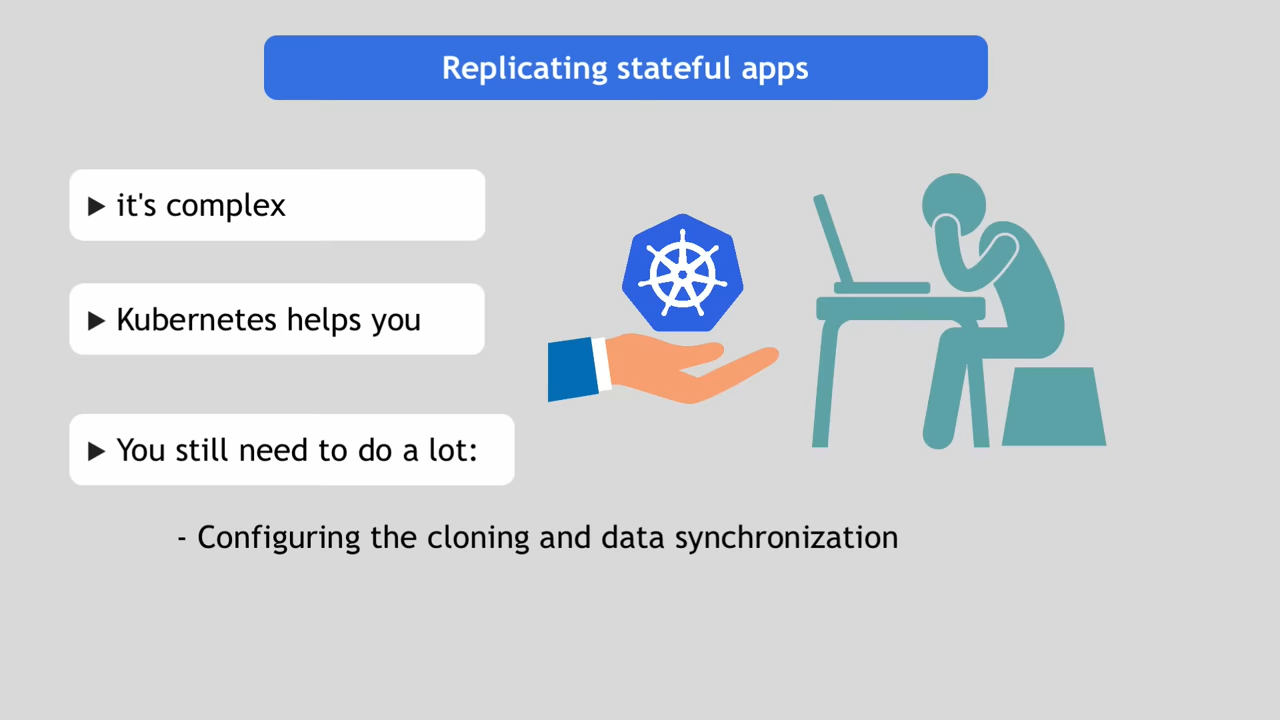 Replicating stateful apps
▶ it's complex
▶ Kubernetes helps you
▶ You still need to do a lot:
- Configuring the cloning and data synchronization